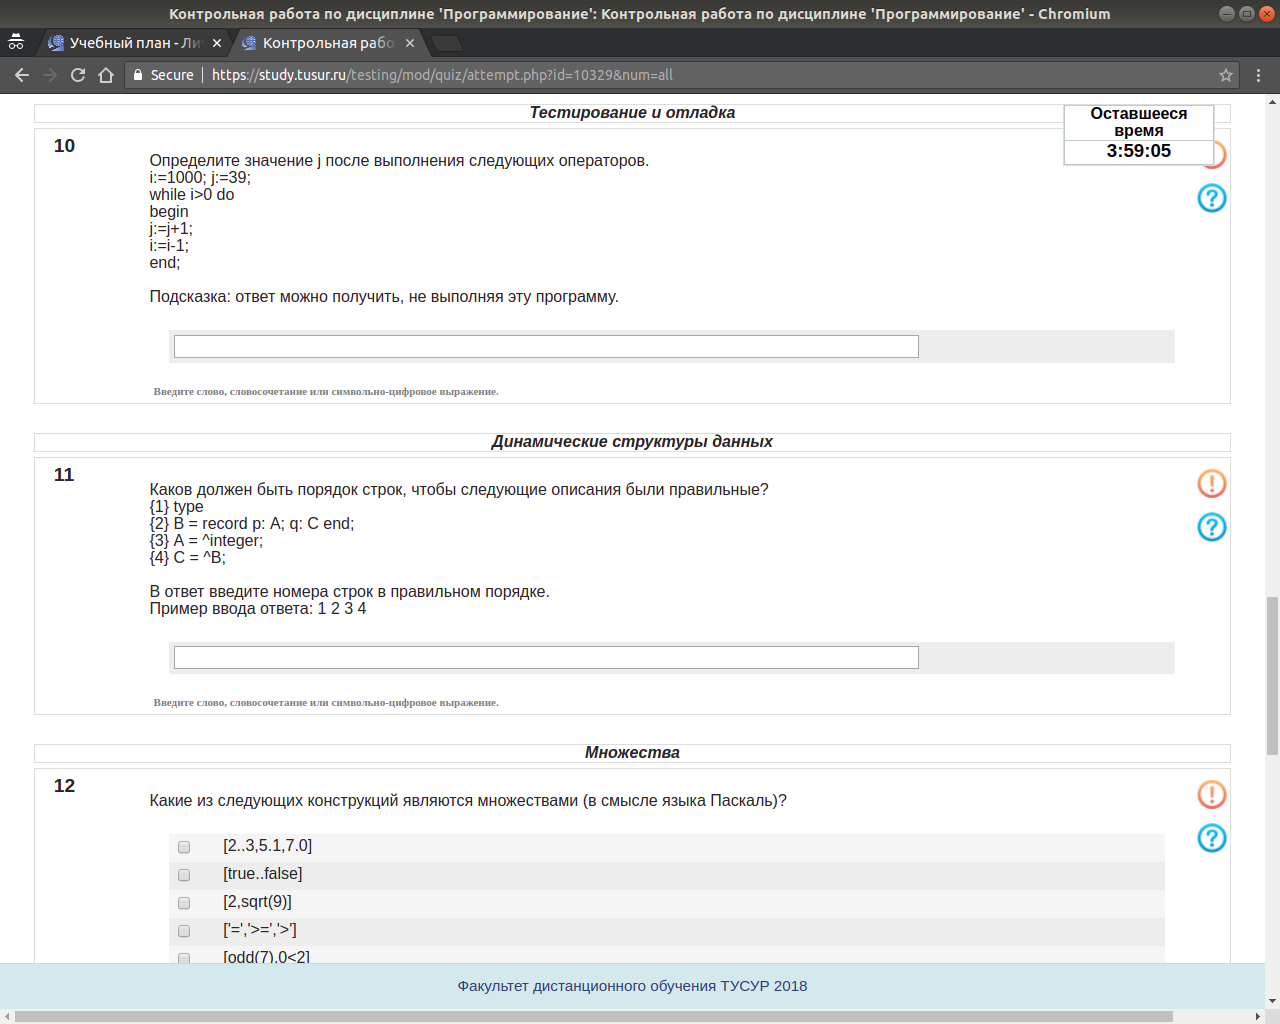 Контрольная работа по дисциплине 'Программирование': Контрольная работа по дисциплине 'Программирование' - Chromium
Учебный план - Ли
Контрольная рабо
Secure
https://study.tusur.ru/testing/mod/quiz/attempt.php?id=10329&num=all
Тестирование и отладка
Оставшееся
время
3:59:05
10
Определите значение j после выполнения следующих операторов.
i:=1000; j:=39;
while i>0 do
begin
j:=j+1;
i:=i-1;
end;
Подсказка: ответ можно получить, не выполняя эту программу.
Введите слово, словосочетание или символьно-цифровое выражение.
Динамические структуры данных
11
Каков должен быть порядок строк, чтобы следующие описания были правильные?
{1} type
{2} B = record p: A; q: C end;
{3} A = ^integer;
{4} C = ^B;
В ответ введите номера строк в правильном порядке.
Пример ввода ответа: 1 2 3 4
Введите слово, словосочетание или символьно-цифровое выражение.
Множества
12
Какие из следующих конструкций являются множествами (в смысле языка Паскаль)?
[2..3,5.1,7.0]
[true..false]
[2,sqrt(9)]
['=','>=','>']
[odd(7),0<2]
Факультет дистанционного обучения ТУСУР 2018